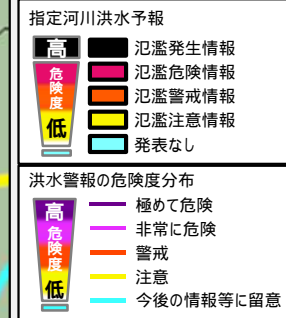 指定河川洪水予報
高
危険度
低
氾濫発生情報
氾濫危険情報
氾濫警戒情報
氾濫注意情報
発表なし
洪水警報の危険度分布
高
危険度
低
極めて危険
非常に危険
警戒
注意
今後の情報等に留意